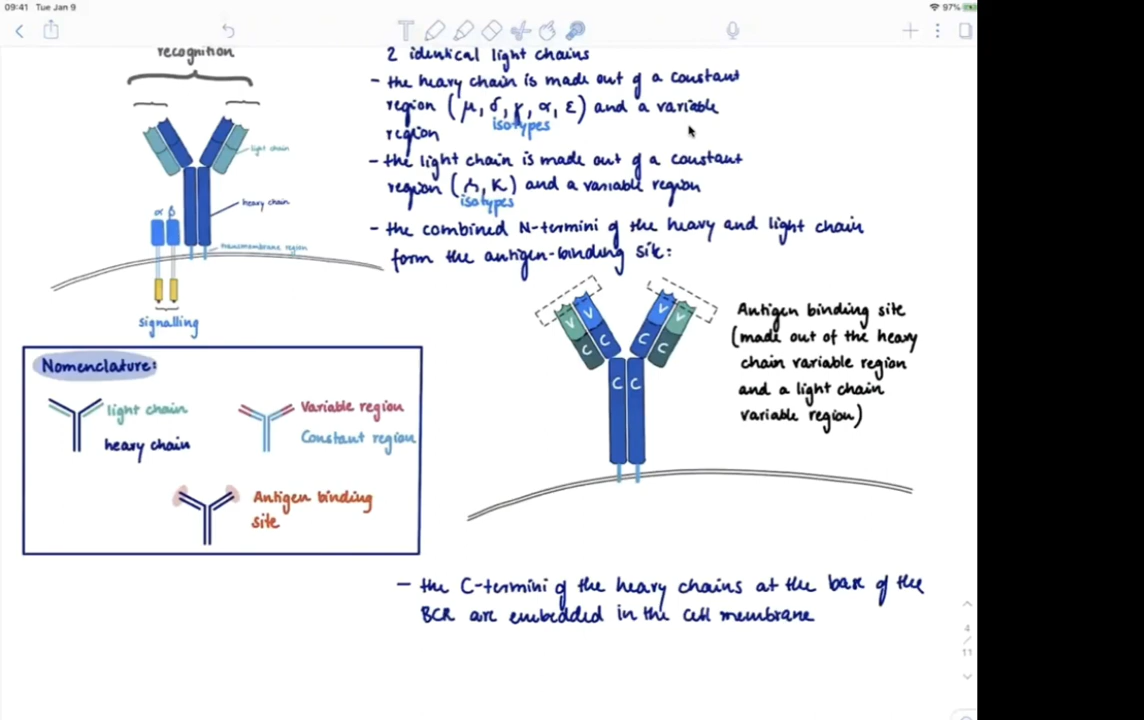 09:41 Tue Jan 9
97%
recognition
light chain
heavy chain
α β
transmembrane region
signalling
2 identical light chains
- the heavy chain is made out of a constant
region (μ, δ, γ, α, ε) and a variable
isotypes
region
- the light chain is made out of a constant
region (λ, κ) and a variable region
isotypes
- the combined N-termini of the heavy and light chain
form the antigen-binding site:
V V V V
C C C C
C C
Antigen binding site
(made out of the heavy
chain variable region
and a light chain
variable region)
Nomenclature:
light chain
heavy chain
Variable region
Constant region
Antigen binding
site
- the C-termini of the heavy chains at the base of the
BCR are embedded in the cell membrane
4
/
11